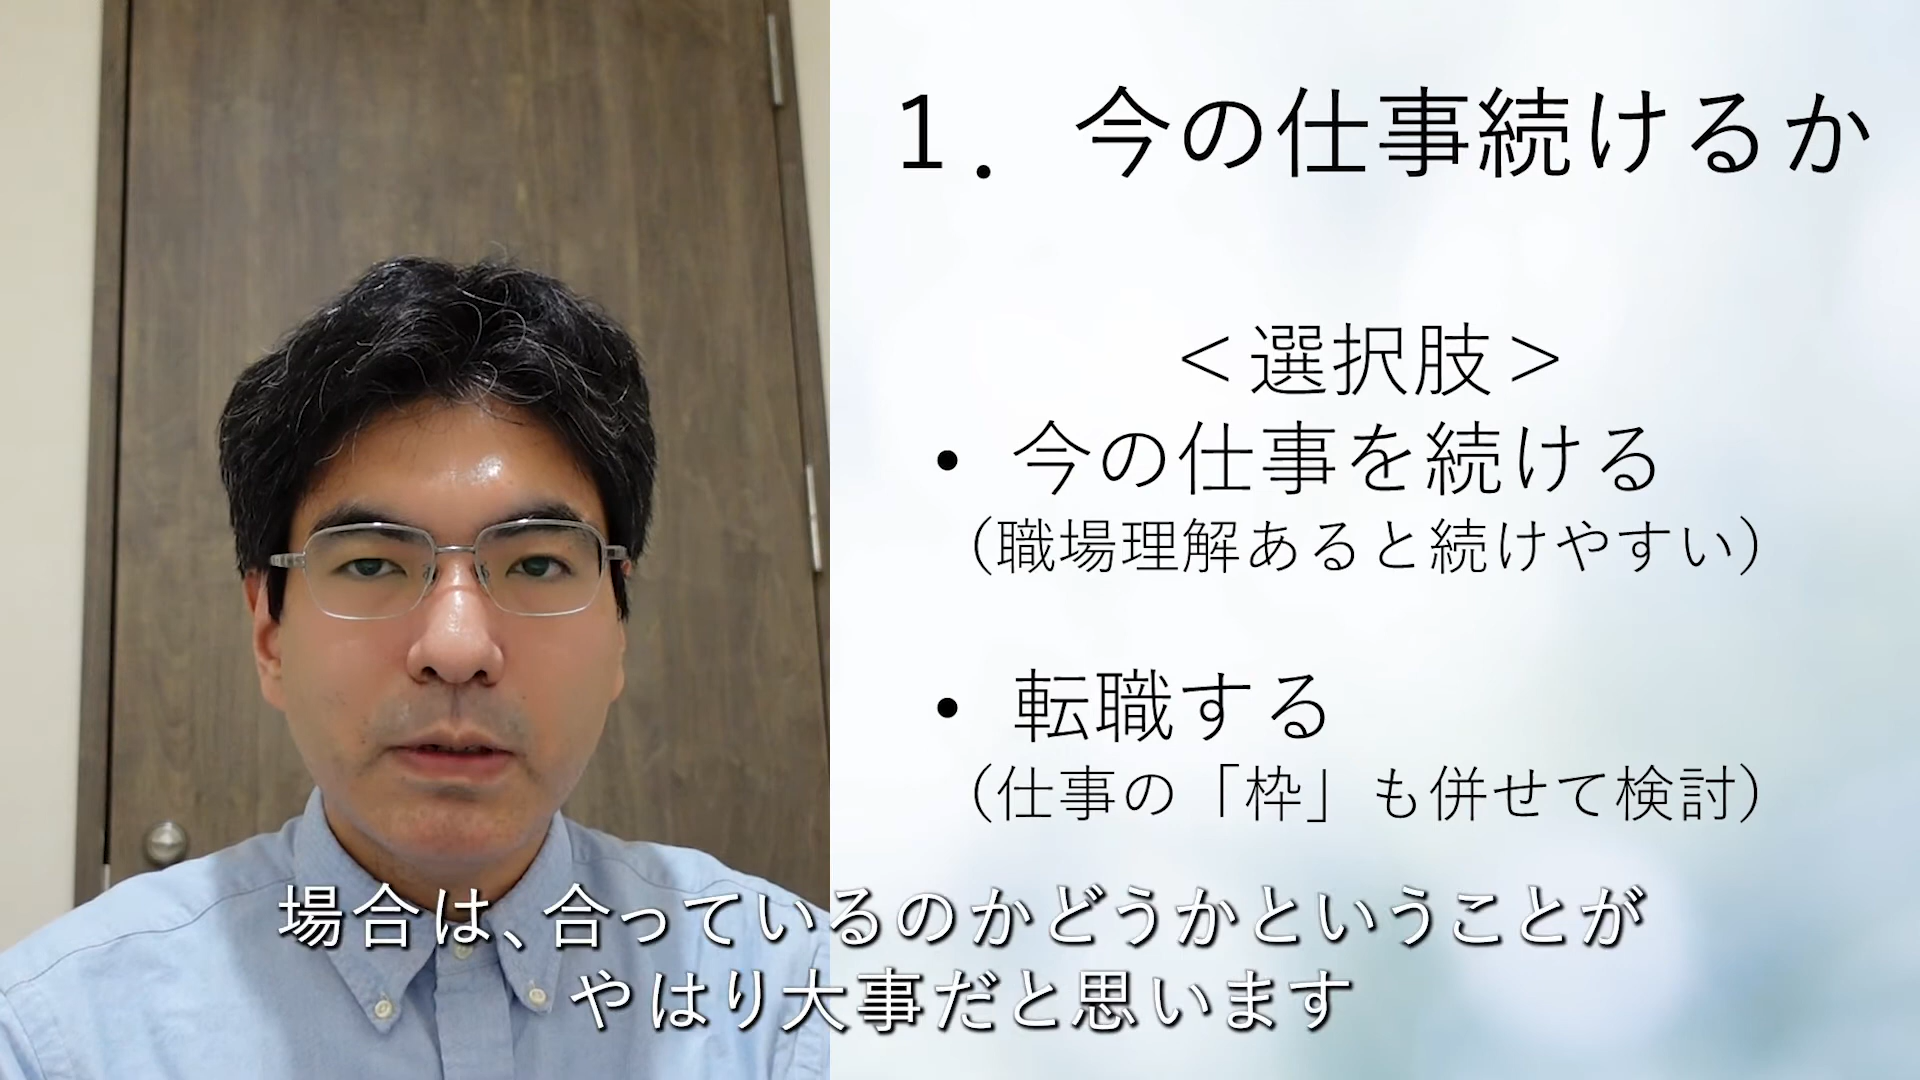 1． 今の仕事続けるか
＜選択肢＞
• 今の仕事を続ける
（職場理解あると続けやすい）
• 転職する
（仕事の「枠」も併せて検討）
場合は、合っているのかどうかということが
やはり大事だと思います